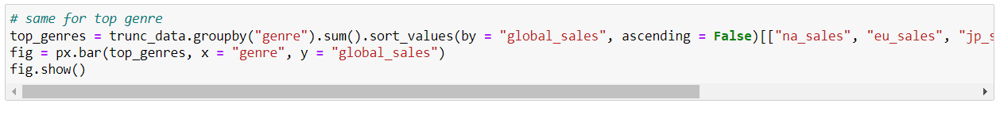 # same for top genre
top_genres = trunc_data.groupby("genre").sum().sort_values(by = "global_sales", ascending = False)[["na_sales", "eu_sales", "jp_s
fig = px.bar(top_genres, x = "genre", y = "global_sales")
fig.show()